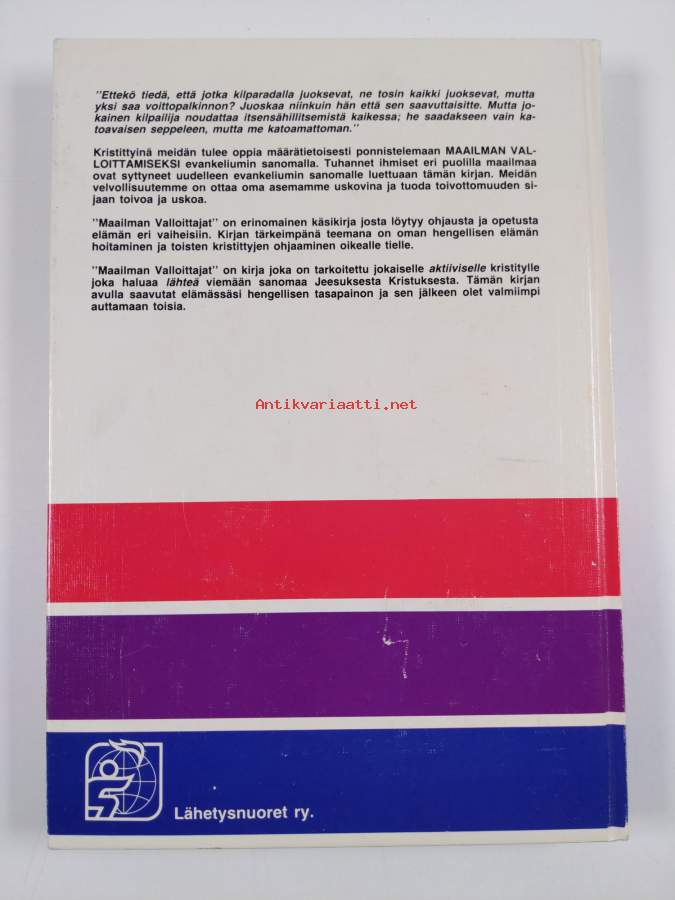 "Ettekö tiedä, että jotka kilparadalla juoksevat, ne tosin kaikki juoksevat, mutta
yksi saa voittopalkinnon? Juoskaa niinkuin hän että sen saavuttaisitte. Mutta jo-
kainen kilpailija noudattaa itsensähillitsemistä kaikessa; he saadakseen vain ka-
toavaisen seppeleen, mutta me katoamattoman."
Kristittyinä meidän tulee oppia määrätietoisesti ponnistelemaan MAAILMAN VAL-
LOITTAMISEKSI evankeliumin sanomalla. Tuhannet ihmiset eri puolilla maailmaa
ovat syttyneet uudelleen evankeliumin sanomalle luettuaan tämän kirjan. Meidän
velvollisuutemme on ottaa oma asemamme uskovina ja tuoda toivottomuuden si-
jaan toivoa ja uskoa.
"Maailman Valloittajat" on erinomainen käsikirja josta löytyy ohjausta ja opetusta
elämän eri vaiheisiin. Kirjan tärkeimpänä teemana on oman hengellisen elämän
hoitaminen ja toisten kristittyjen ohjaaminen oikealle tielle.
"Maailman Valloittajat" on kirja joka on tarkoitettu jokaiselle aktiiviselle kristitylle
joka haluaa lähteä viemään sanomaa Jeesuksesta Kristuksesta. Tämän kirjan
avulla saavutat elämässäsi hengellisen tasapainon ja sen jälkeen olet valmiimpi
auttamaan toisia.
Antikvariaatti.net
Lähetysnuoret ry.